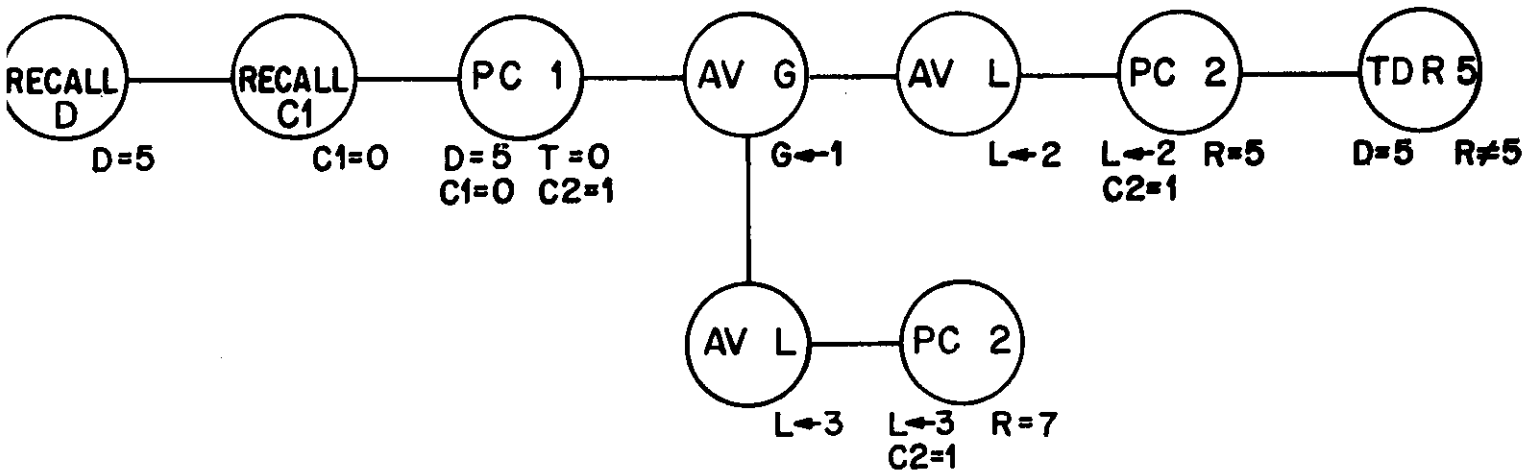 RECALL
D
D=5
RECALL
C1
C1=0
PC 1
D=5 T=0
C1=0 C2=1
AV G
G←1
AV L
L←2
PC 2
L←2 R=5
C2=1
TDR 5
D=5 R≠5
AV L
L←3
PC 2
L←3 R=7
C2=1